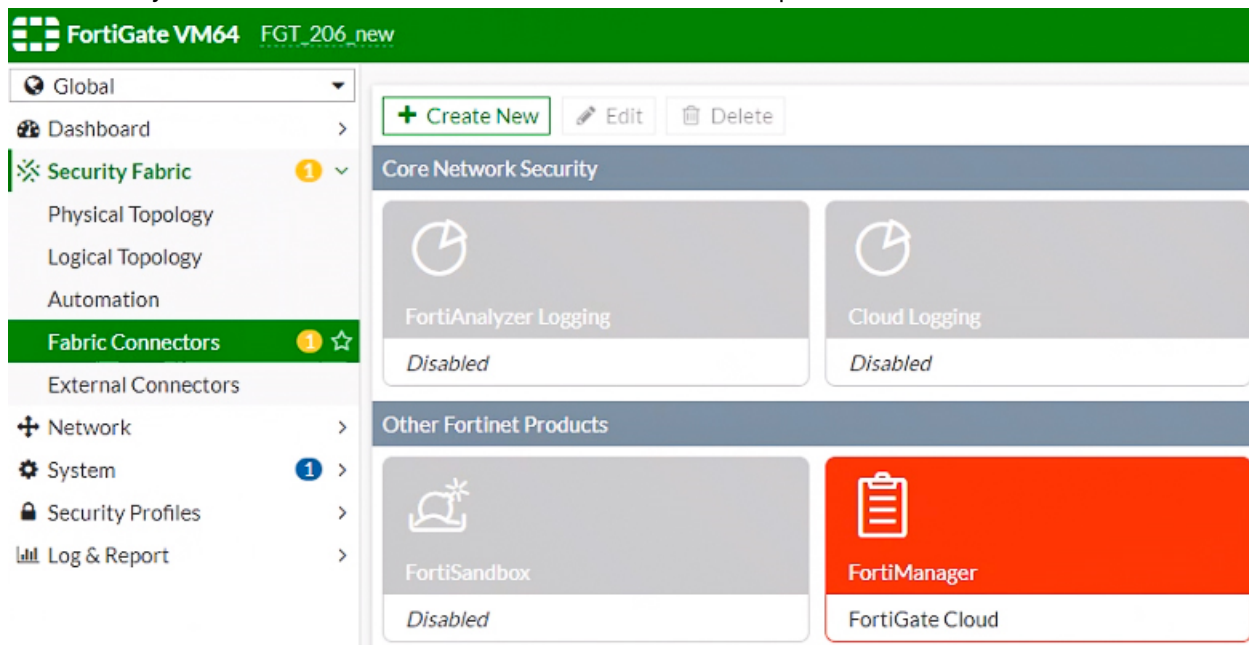 FortiGate VM64 FGT_206_new
Global
Dashboard
Security Fabric 1
Physical Topology
Logical Topology
Automation
Fabric Connectors 1
External Connectors
Network
System 1
Security Profiles
Log & Report
+ Create New Edit Delete
Core Network Security
FortiAnalyzer Logging
Disabled
Cloud Logging
Disabled
Other Fortinet Products
FortiSandbox
Disabled
FortiManager
FortiGate Cloud